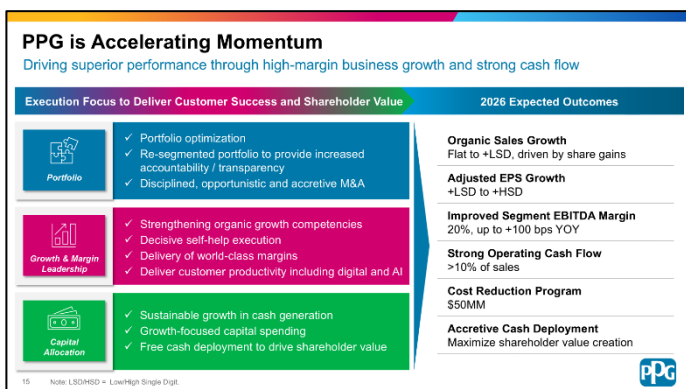 PPG is Accelerating Momentum
Driving superior performance through high-margin business growth and strong cash flow
Execution Focus to Deliver Customer Success and Shareholder Value
2026 Expected Outcomes
Portfolio
✓ Portfolio optimization
✓ Re-segmented portfolio to provide increased
accountability / transparency
✓ Disciplined, opportunistic and accretive M&A
Growth & Margin
Leadership
✓ Strengthening organic growth competencies
✓ Decisive self-help execution
✓ Delivery of world-class margins
✓ Deliver customer productivity including digital and AI
Capital
Allocation
✓ Sustainable growth in cash generation
✓ Growth-focused capital spending
✓ Free cash deployment to drive shareholder value
Organic Sales Growth
Flat to +LSD, driven by share gains
Adjusted EPS Growth
+LSD to +HSD
Improved Segment EBITDA Margin
20%, up to +100 bps YOY
Strong Operating Cash Flow
>10% of sales
Cost Reduction Program
$50MM
Accretive Cash Deployment
Maximize shareholder value creation
15 Note: LSD/HSD = Low/High Single Digit.
PPG